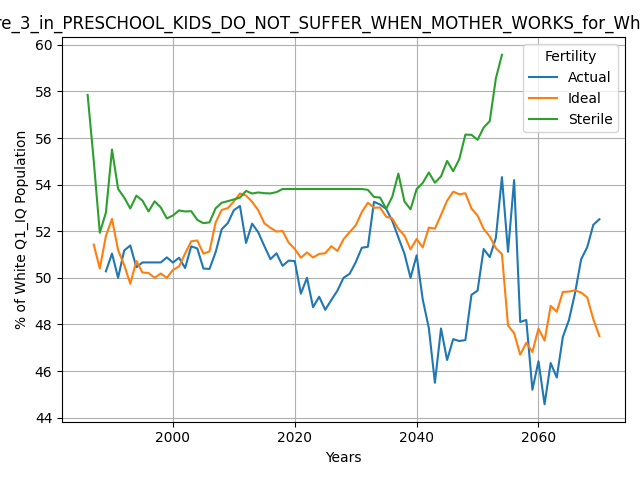 re_3_in_PRESCHOOL_KIDS_DO_NOT_SUFFER_WHEN_MOTHER_WORKS_for_Wh
Fertility
Actual
Ideal
Sterile
% of White Q1_IQ Population
60
58
56
54
52
50
48
46
44
2000
2020
2040
2060
Years